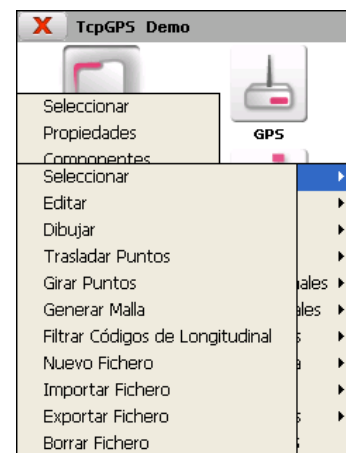 X TcpGPS Demo
Seleccionar
Propiedades
GPS
Componentes
Seleccionar
Editar
Dibujar
Trasladar Puntos
Girar Puntos
Generar Malla
Filtrar Códigos de Longitudinal
Nuevo Fichero
Importar Fichero
Exportar Fichero
Borrar Fichero